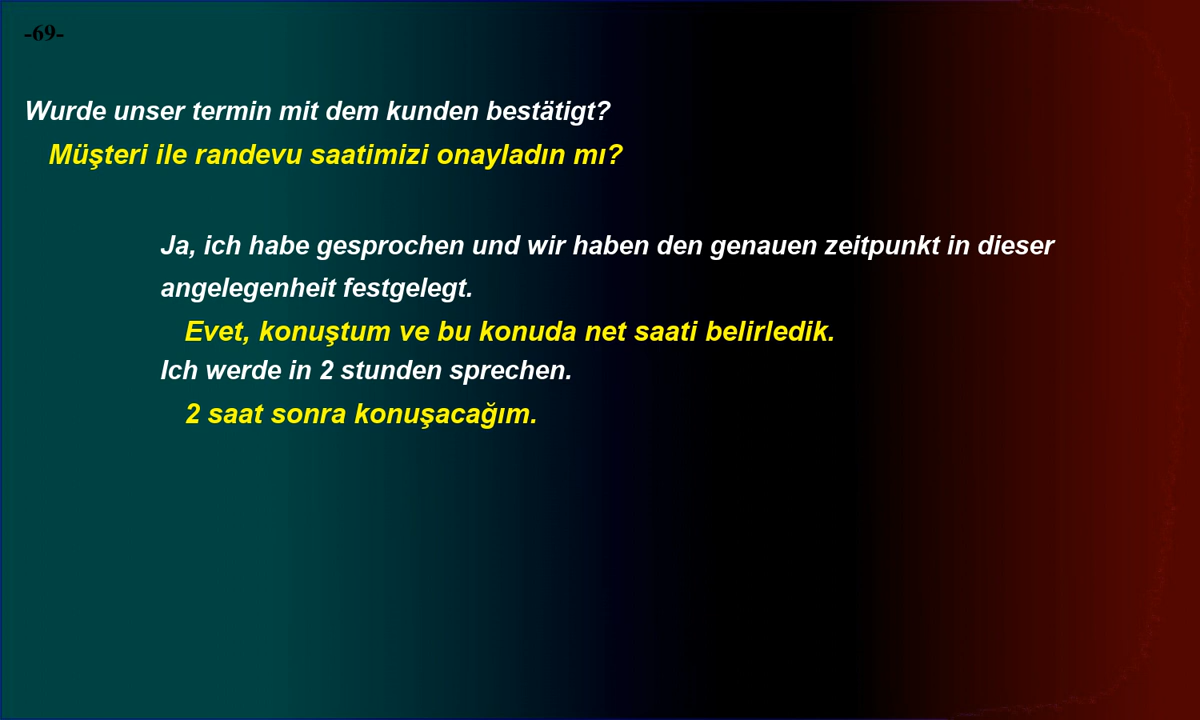 -69-
Wurde unser termin mit dem kunden bestätigt?
Müşteri ile randevu saatimizi onayladın mı?
Ja, ich habe gesprochen und wir haben den genauen zeitpunkt in dieser
angelegenheit festgelegt.
Evet, konuştum ve bu konuda net saati belirledik.
Ich werde in 2 stunden sprechen.
2 saat sonra konuşacağım.